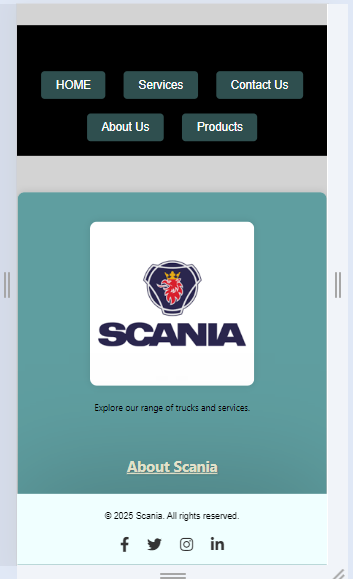 HOME Services Contact Us
About Us Products
SCANIA
Explore our range of trucks and services.
About Scania
© 2025 Scania. All rights reserved.